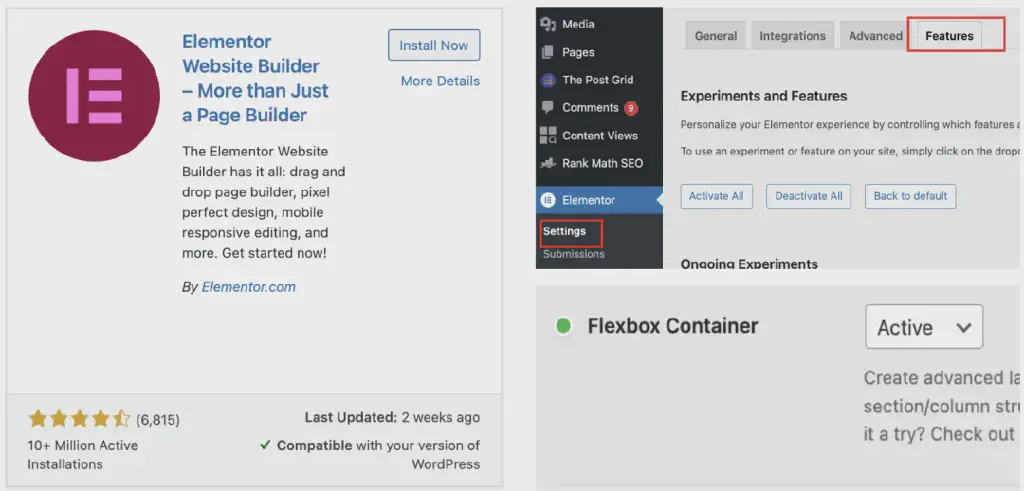 Elementor
Website Builder
– More than Just
a Page Builder
Install Now
More Details
The Elementor Website
Builder has it all: drag and
drop page builder, pixel
perfect design, mobile
responsive editing, and
more. Get started now!
By Elementor.com
(6,815)
10+ Million Active
Installations
Last Updated: 2 weeks ago
✓ Compatible with your version of
WordPress
Media
Pages
The Post Grid
Comments 9
Content Views
Rank Math SEO
Elementor
Settings
Submissions
General Integrations Advanced Features
Experiments and Features
Personalize your Elementor experience by controlling which features a
To use an experiment or feature on your site, simply click on the drop
Activate All Deactivate All Back to default
Ongoing Experiments
Flexbox Container
Active
Create advanced la
section/column stru
it a try? Check out